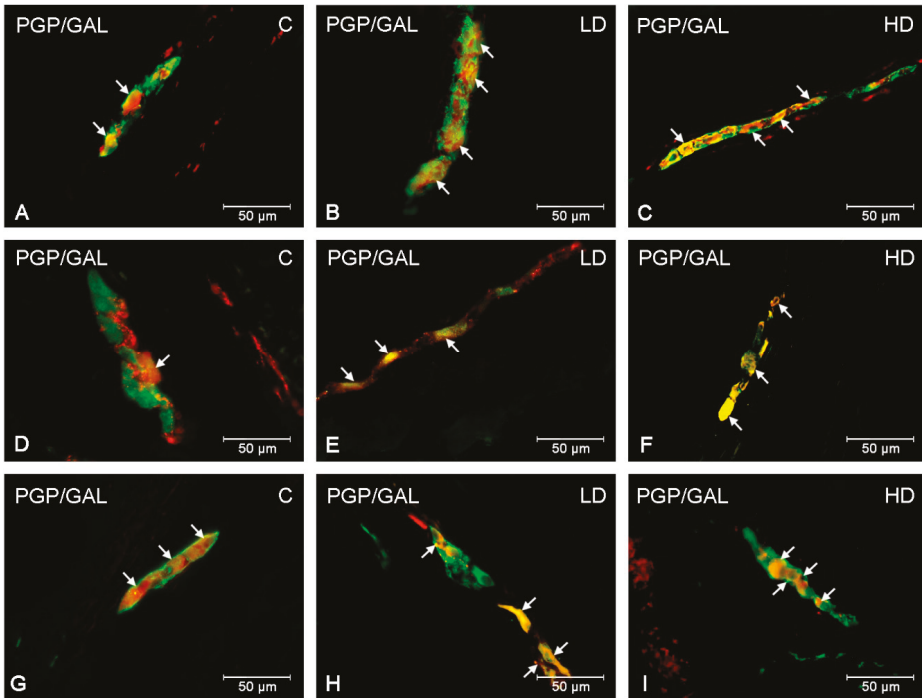 PGP/GAL C
A 50 µm
PGP/GAL LD
B 50 µm
PGP/GAL HD
C 50 µm
PGP/GAL C
D 50 µm
PGP/GAL LD
E 50 µm
PGP/GAL HD
F 50 µm
PGP/GAL C
G 50 µm
PGP/GAL LD
H 50 µm
PGP/GAL HD
I 50 µm